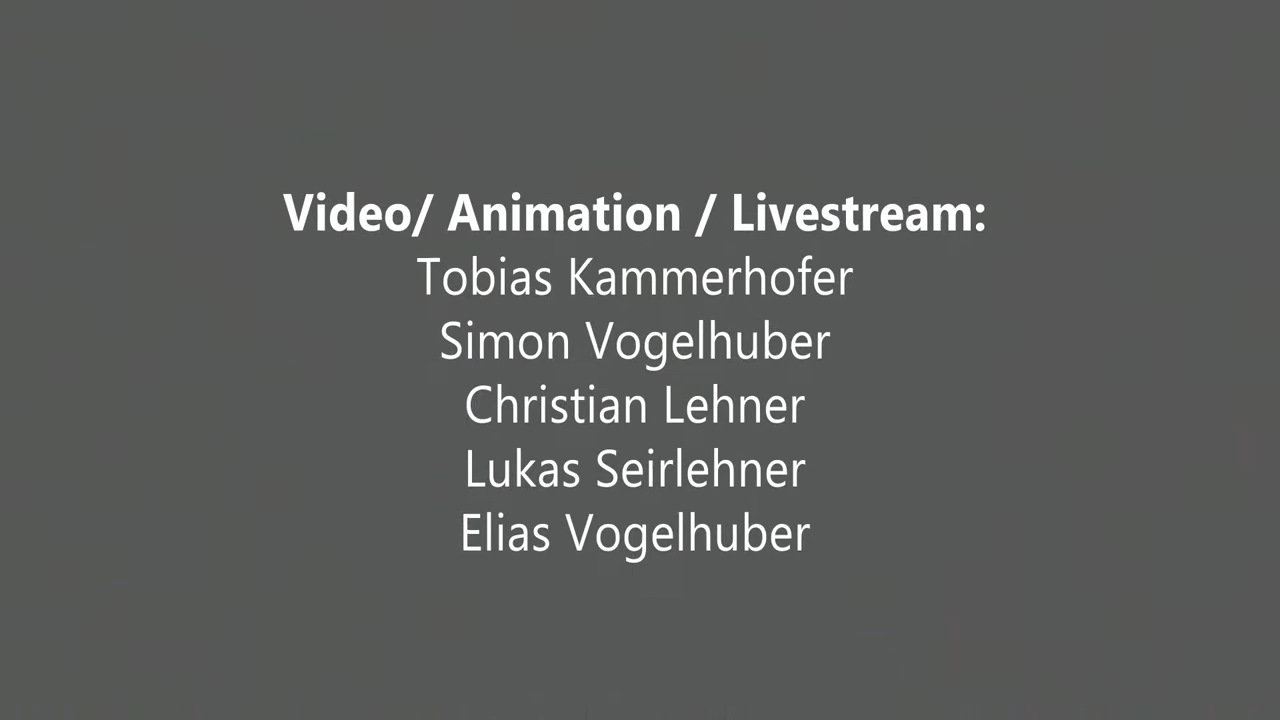 Video/ Animation / Livestream:
Tobias Kammerhofer
Simon Vogelhuber
Christian Lehner
Lukas Seirlehner
Elias Vogelhuber